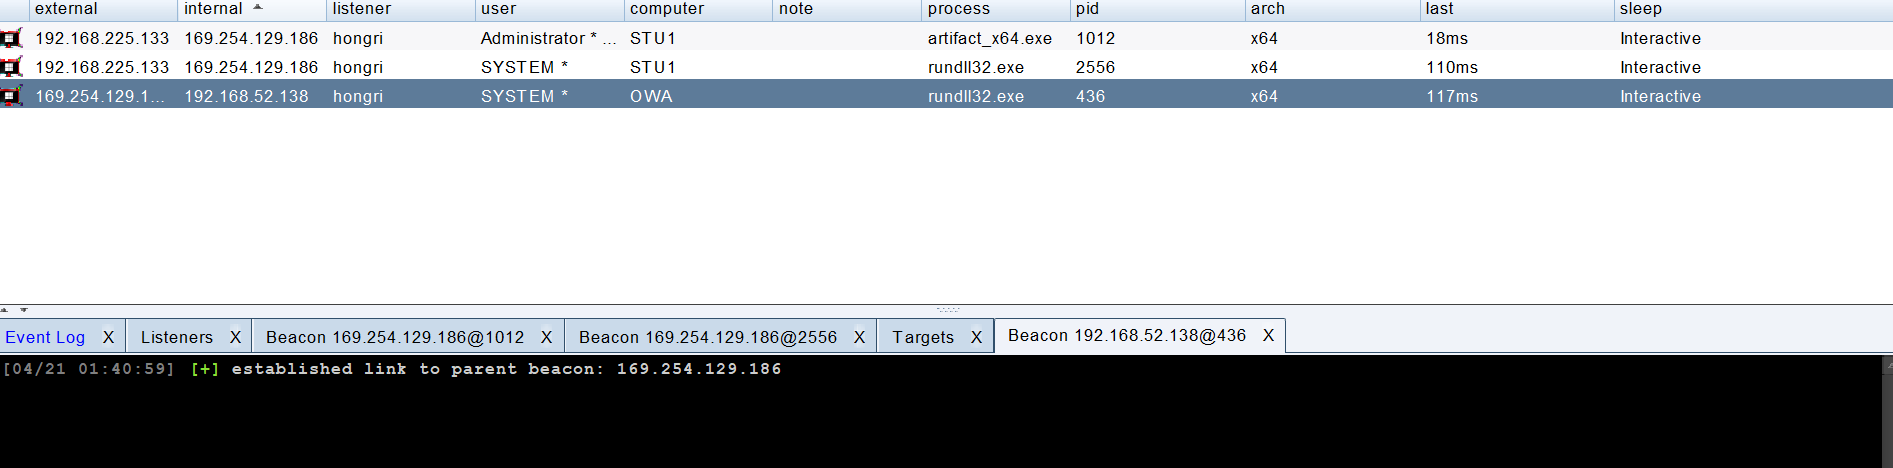 external internal listener user computer note process pid arch last sleep
192.168.225.133 169.254.129.186 hongri Administrator * ... STU1 artifact_x64.exe 1012 x64 18ms Interactive
192.168.225.133 169.254.129.186 hongri SYSTEM * STU1 rundll32.exe 2556 x64 110ms Interactive
169.254.129.1... 192.168.52.138 hongri SYSTEM * OWA rundll32.exe 436 x64 117ms Interactive
Event Log X Listeners X Beacon 169.254.129.186@1012 X Beacon 169.254.129.186@2556 X Targets X Beacon 192.168.52.138@436 X
[04/21 01:40:59] [+] established link to parent beacon: 169.254.129.186